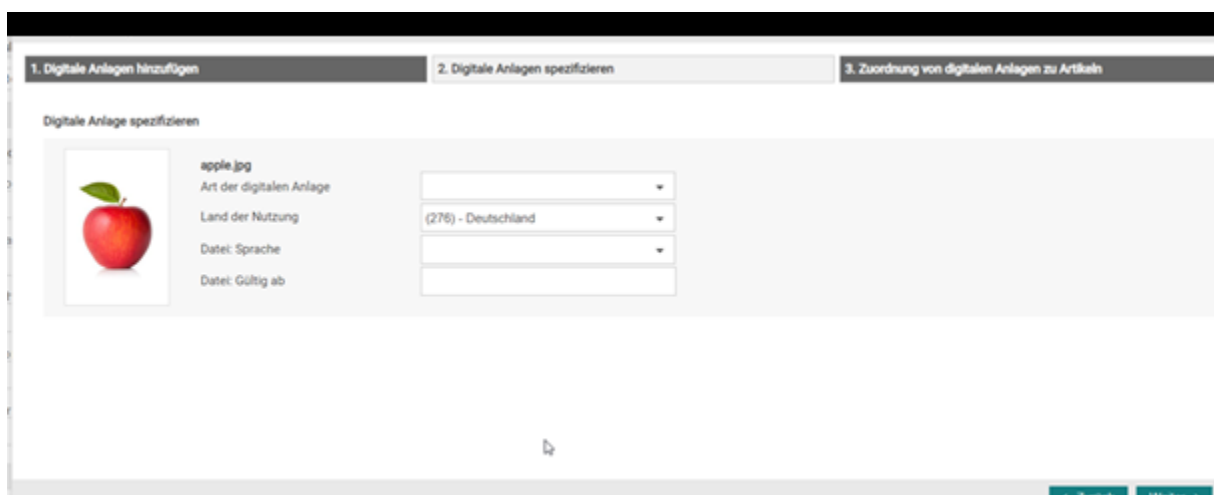 1. Digitale Anlagen hinzufügen
2. Digitale Anlagen spezifizieren
3. Zuordnung von digitalen Anlagen zu Artikeln
Digitale Anlage spezifizieren
apple.jpg
Art der digitalen Anlage
Land der Nutzung (276) - Deutschland
Datei: Sprache
Datei: Gültig ab